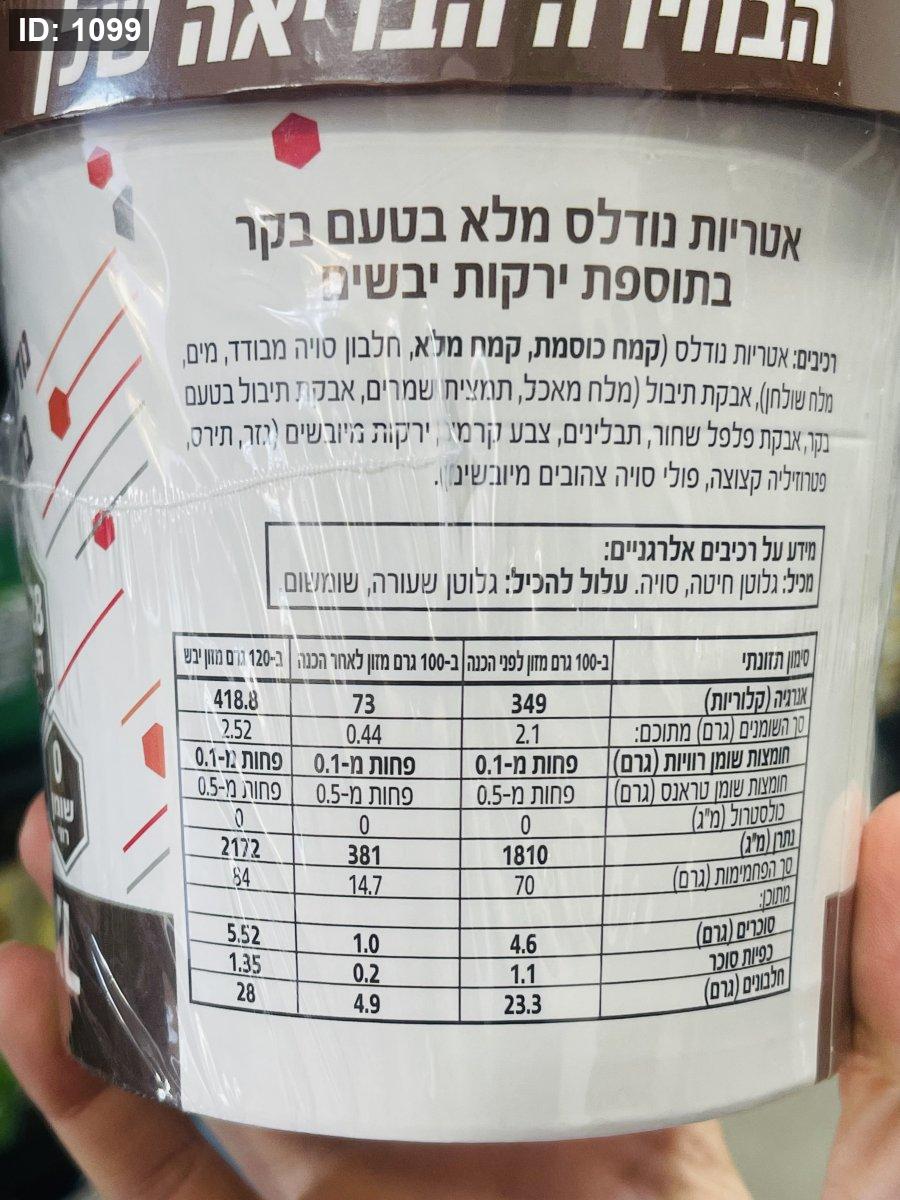 ID: 1099
הבחירה הבריאה שלך
אטריות נודלס מלא בטעם בקר
בתוספת ירקות יבשים
רכיבים: אטריות נודלס (קמח כוסמת, קמח מלא, חלבון סויה מבודד, מים,
מלח שולחן), אבקת תיבול (מלח מאכל, תמצית שמרים, אבקת תיבול בטעם
בקר, אבקת פלפל שחור, תבלינים, צבע קרמל, ירקות מיובשים (גזר, תירס,
פטרוזיליה קצוצה, פולי סויה צהובים מיובשים).
מידע על רכיבים אלרגניים:
מכיל: גלוטן חיטה, סויה. עלול להכיל: גלוטן שעורה, שומשום.
סימון תזונתי ב-100 גרם מזון לפני הכנה ב-100 גרם מזון לאחר הכנה ב-120 גרם מזון יבש
אנרגיה (קלוריות) 349 73 418.8
סך השומנים (גרם) מתוכם: 2.1 0.44 2.52
חומצות שומן רוויות (גרם) פחות מ-0.1 פחות מ-0.1 פחות מ-0.1
חומצות שומן טראנס (גרם) פחות מ-0.5 פחות מ-0.5 פחות מ-0.5
כולסטרול (מ"ג) 0 0 0
נתרן (מ"ג) 1810 381 2172
סך הפחמימות (גרם) 70 14.7 84
מתוכן:
סוכרים (גרם) 4.6 1.0 5.52
כפיות סוכר 1.1 0.2 1.35
חלבונים (גרם) 23.3 4.9 28
0